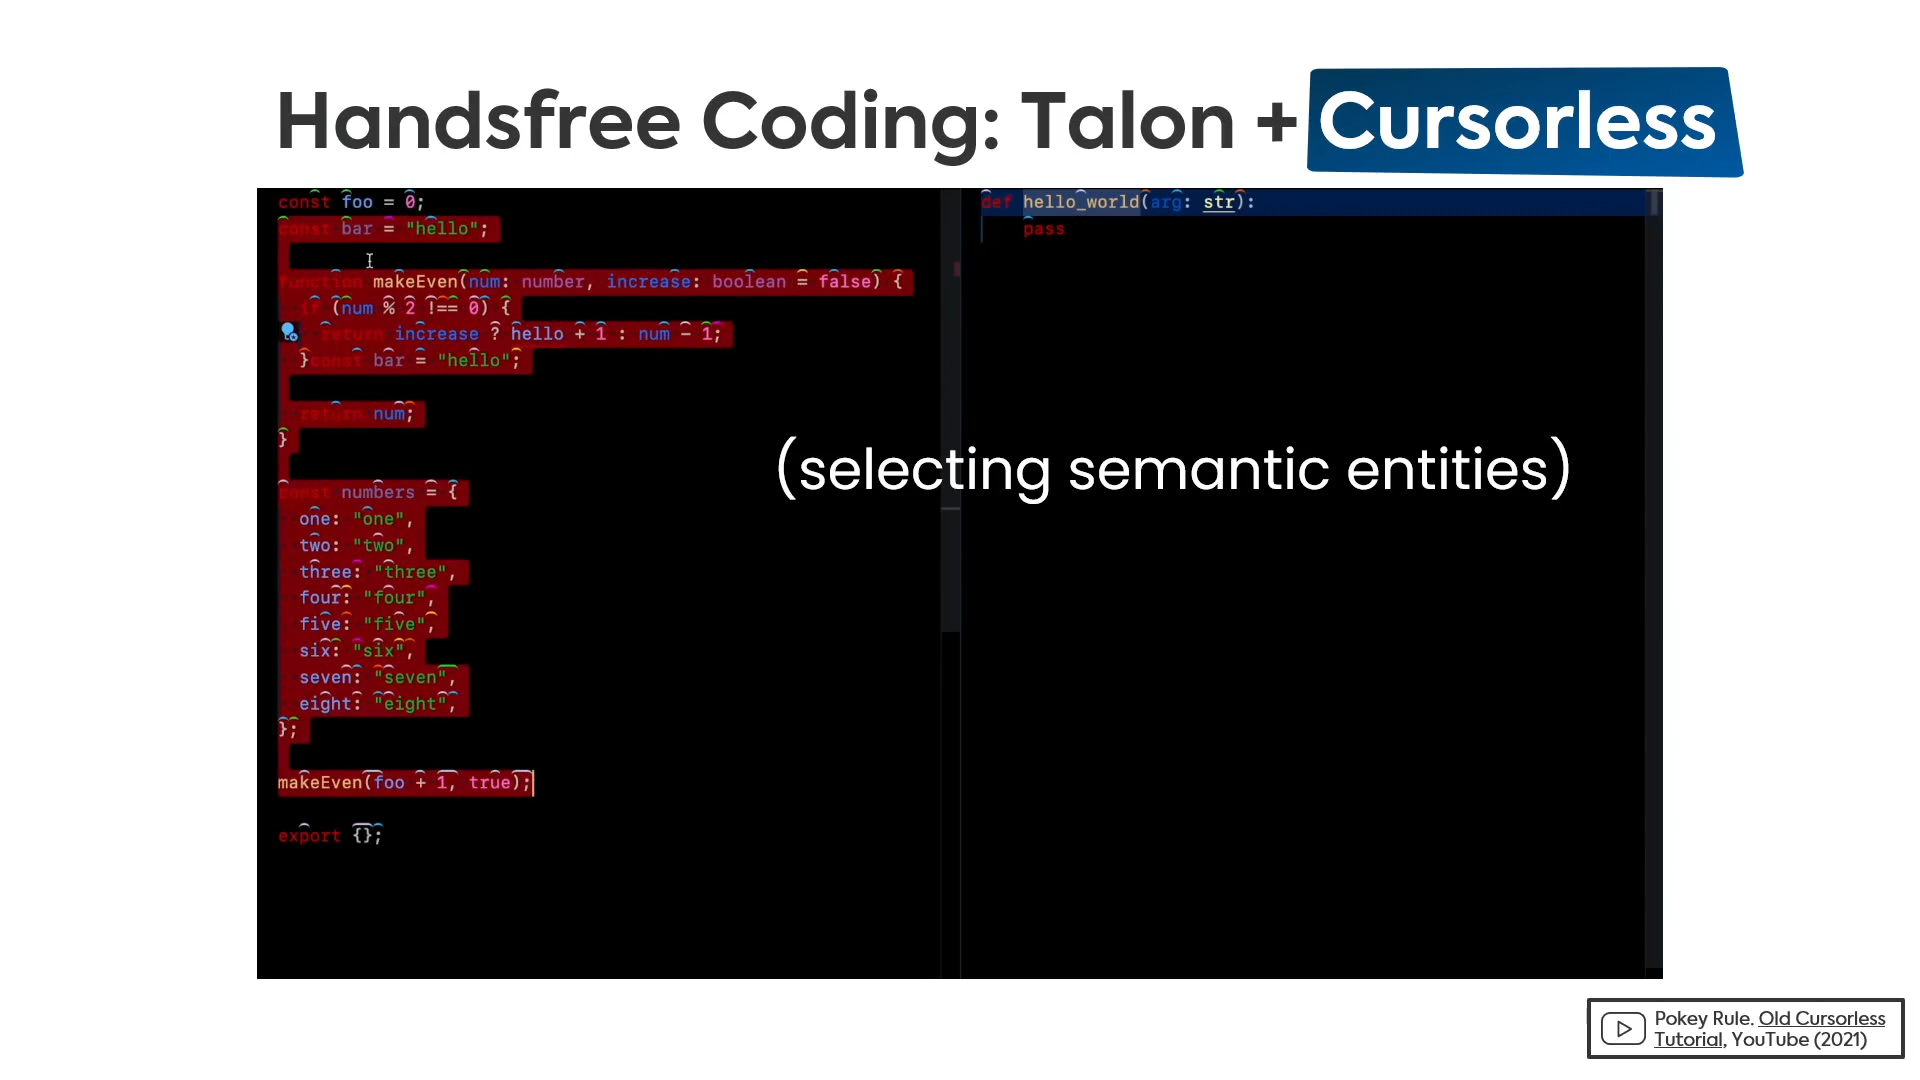 Handsfree Coding: Talon + Cursorless
const foo = 0;
const bar = "hello";
function makeEven(num: number, increase: boolean = false) {
if (num % 2 !== 0) {
return increase ? hello + 1 : num - 1;
}const bar = "hello";
return num;
}
const numbers = {
one: "one",
two: "two",
three: "three",
four: "four",
five: "five",
six: "six",
seven: "seven",
eight: "eight",
};
makeEven(foo + 1, true);
export {};
def hello_world(arg: str):
pass
(selecting semantic entities)
Pokey Rule. Old Cursorless
Tutorial, YouTube (2021)